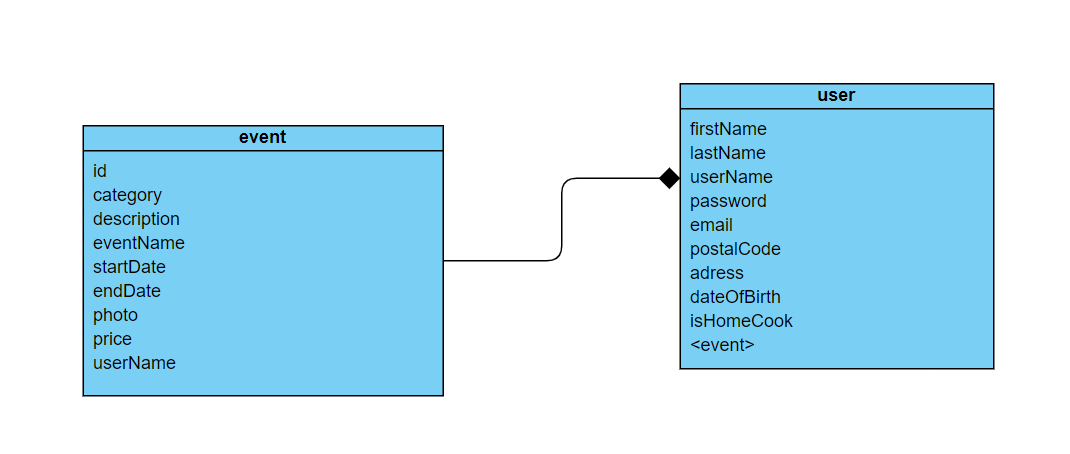 event
id
category
description
eventName
startDate
endDate
photo
price
userName
user
firstName
lastName
userName
password
email
postalCode
adress
dateOfBirth
isHomeCook
<event>